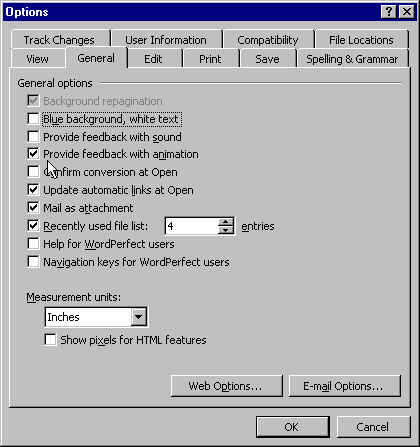 Options
Track Changes User Information Compatibility File Locations
View General Edit Print Save Spelling & Grammar
General options
Background repagination
Blue background, white text
Provide feedback with sound
Provide feedback with animation
Confirm conversion at Open
Update automatic links at Open
Mail as attachment
Recently used file list: 4 entries
Help for WordPerfect users
Navigation keys for WordPerfect users
Measurement units:
Inches
Show pixels for HTML features
Web Options... E-mail Options...
OK Cancel